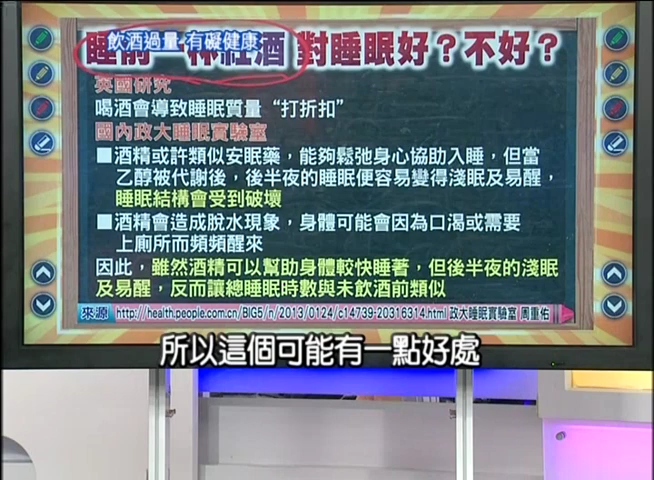 飲酒過量 有礙健康
睡前一杯紅酒 對睡眠好？不好？
英國研究
喝酒會導致睡眠質量“打折扣”
國內政大睡眠實驗室
■酒精或許類似安眠藥，能夠鬆弛身心協助入睡，但當
乙醇被代謝後，後半夜的睡眠便容易變得淺眠及易醒，
睡眠結構會受到破壞
■酒精會造成脫水現象，身體可能會因為口渴或需要
上廁所而頻頻醒來
因此，雖然酒精可以幫助身體較快睡著，但後半夜的淺眠
及易醒，反而讓總睡眠時數與未飲酒前類似
來源 http://health.people.com.cn/BIG5/n/2013/0124/c14739-20316314.html 政大睡眠實驗室 周重佑
所以這個可能有一點好處